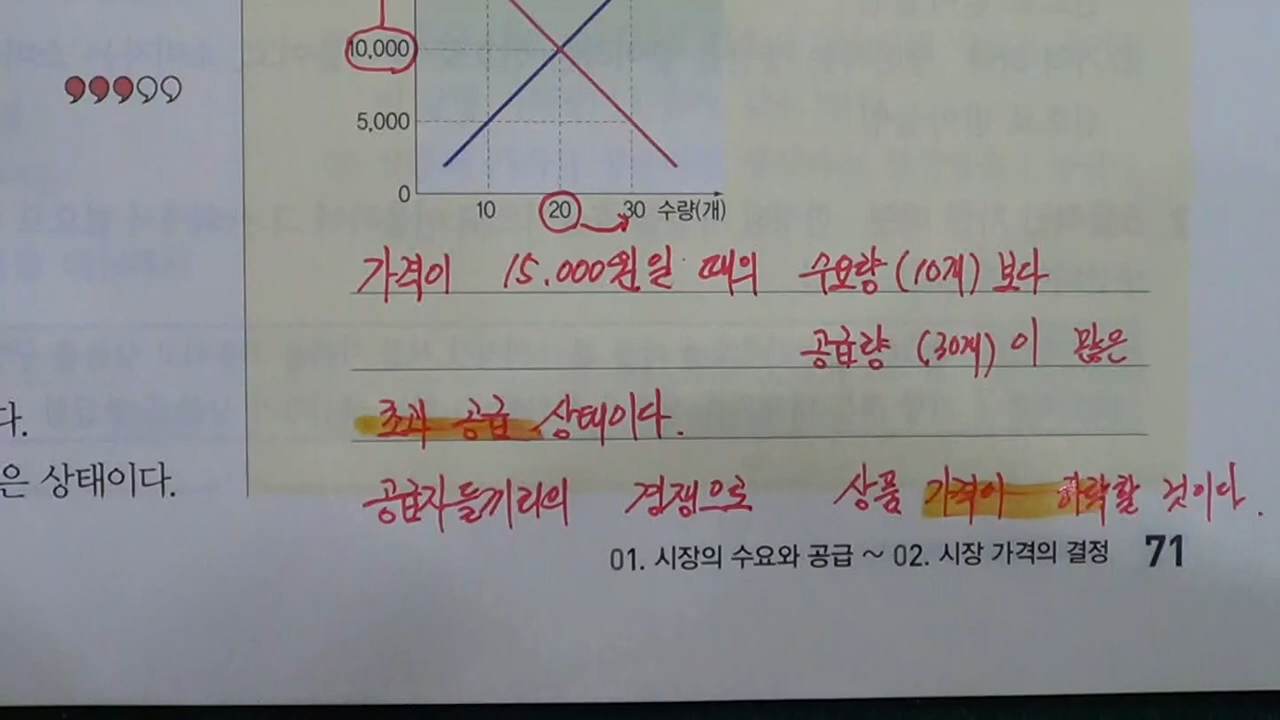 10,000
5,000
0
10 20 30 수량(개)
가격이 15.000원일 때의 수요량(10개)보다
공급량(30개)이 많은
초과 공급 상태이다.
다.
은 상태이다.
공급자들끼리의 경쟁으로 상품 가격이 하락할 것이다.
01. 시장의 수요와 공급 ~ 02. 시장 가격의 결정 71